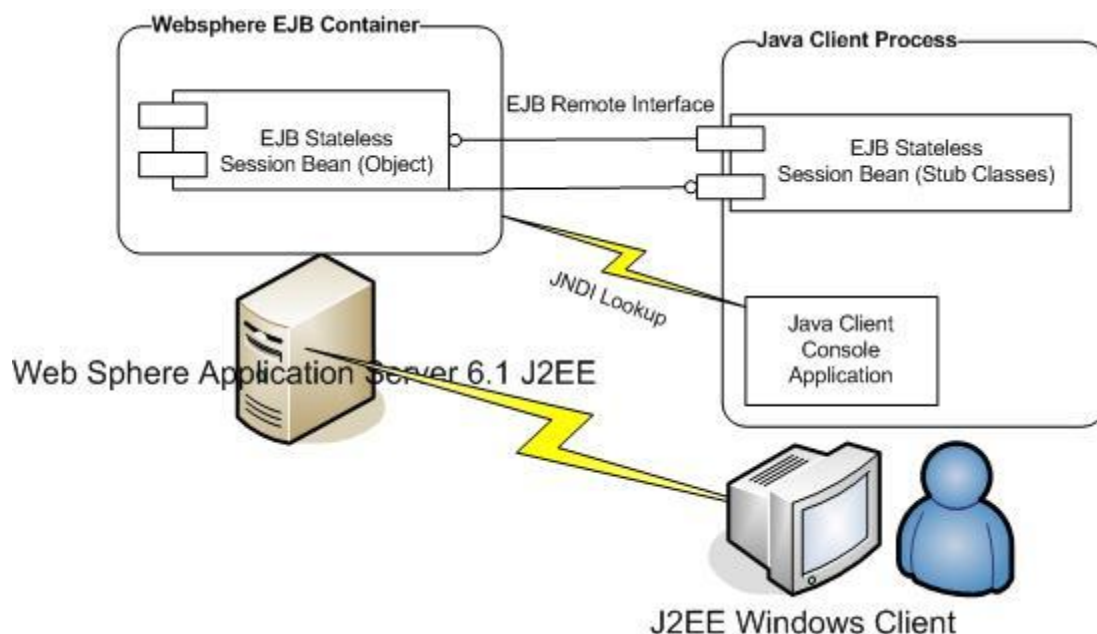 Websphere EJB Container
Java Client Process
EJB Remote Interface
EJB Stateless
Session Bean (Object)
EJB Stateless
Session Bean (Stub Classes)
JNDI Lookup
Java Client
Console
Application
Web Sphere Application Server 6.1 J2EE
J2EE Windows Client